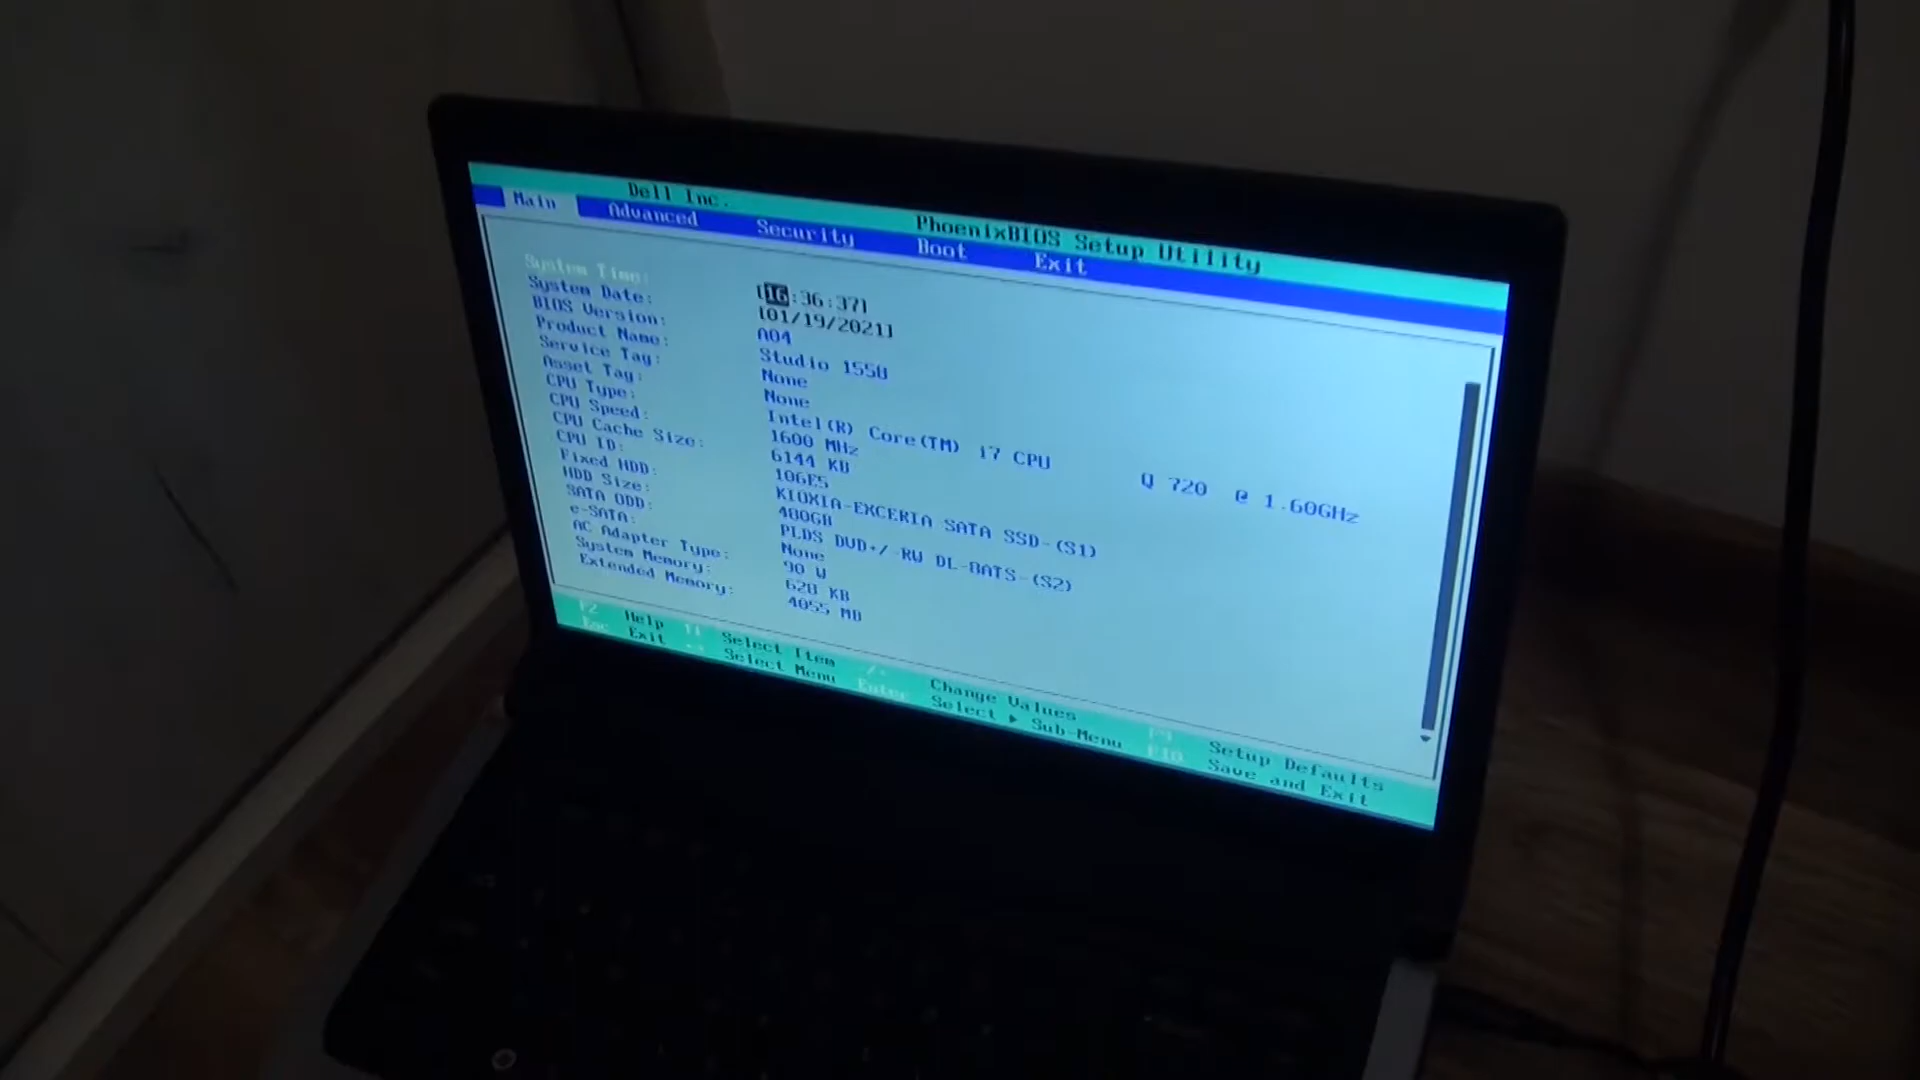 Dell Inc.
PhoenixBIOS Setup Utility
Main Advanced Security Boot Exit
System Time: [16:36:37]
System Date: [01/19/2021]
BIOS Version: A04
Product Name: Studio 1558
Service Tag: None
Asset Tag: None
CPU Type: Intel(R) Core(TM) i7 CPU Q 720 @ 1.60GHz
CPU Speed: 1600 MHz
CPU Cache Size: 6144 KB
CPU ID: 106E5
Fixed HDD: KIOXIA-EXCERIA SATA SSD-(S1)
HDD Size: 480GB
SATA ODD: PLDS DVD+/-RW DL-8ATS-(S2)
e-SATA: None
AC Adapter Type: 90 W
System Memory: 628 KB
Extended Memory: 4055 MB
F2 Help Select Item Change Values F9 Setup Defaults
Esc Exit Select Menu Enter Select ▶ Sub-Menu F10 Save and Exit